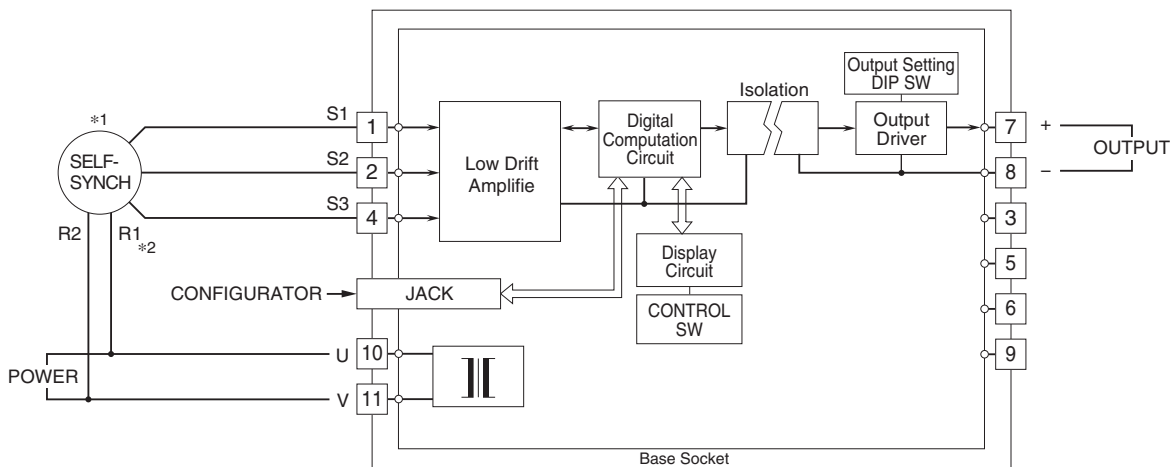 Output Setting
DIP SW
Isolation
S1
1
*1
Digital
Computation
Circuit
Output
Driver
7
+
OUTPUT
SELF-
SYNCH
S2
2
Low Drift
Amplifie
8
−
S3
4
3
R2
R1
*2
Display
Circuit
5
CONFIGURATOR
JACK
CONTROL
SW
6
U
10
9
POWER
V
11
Base Socket